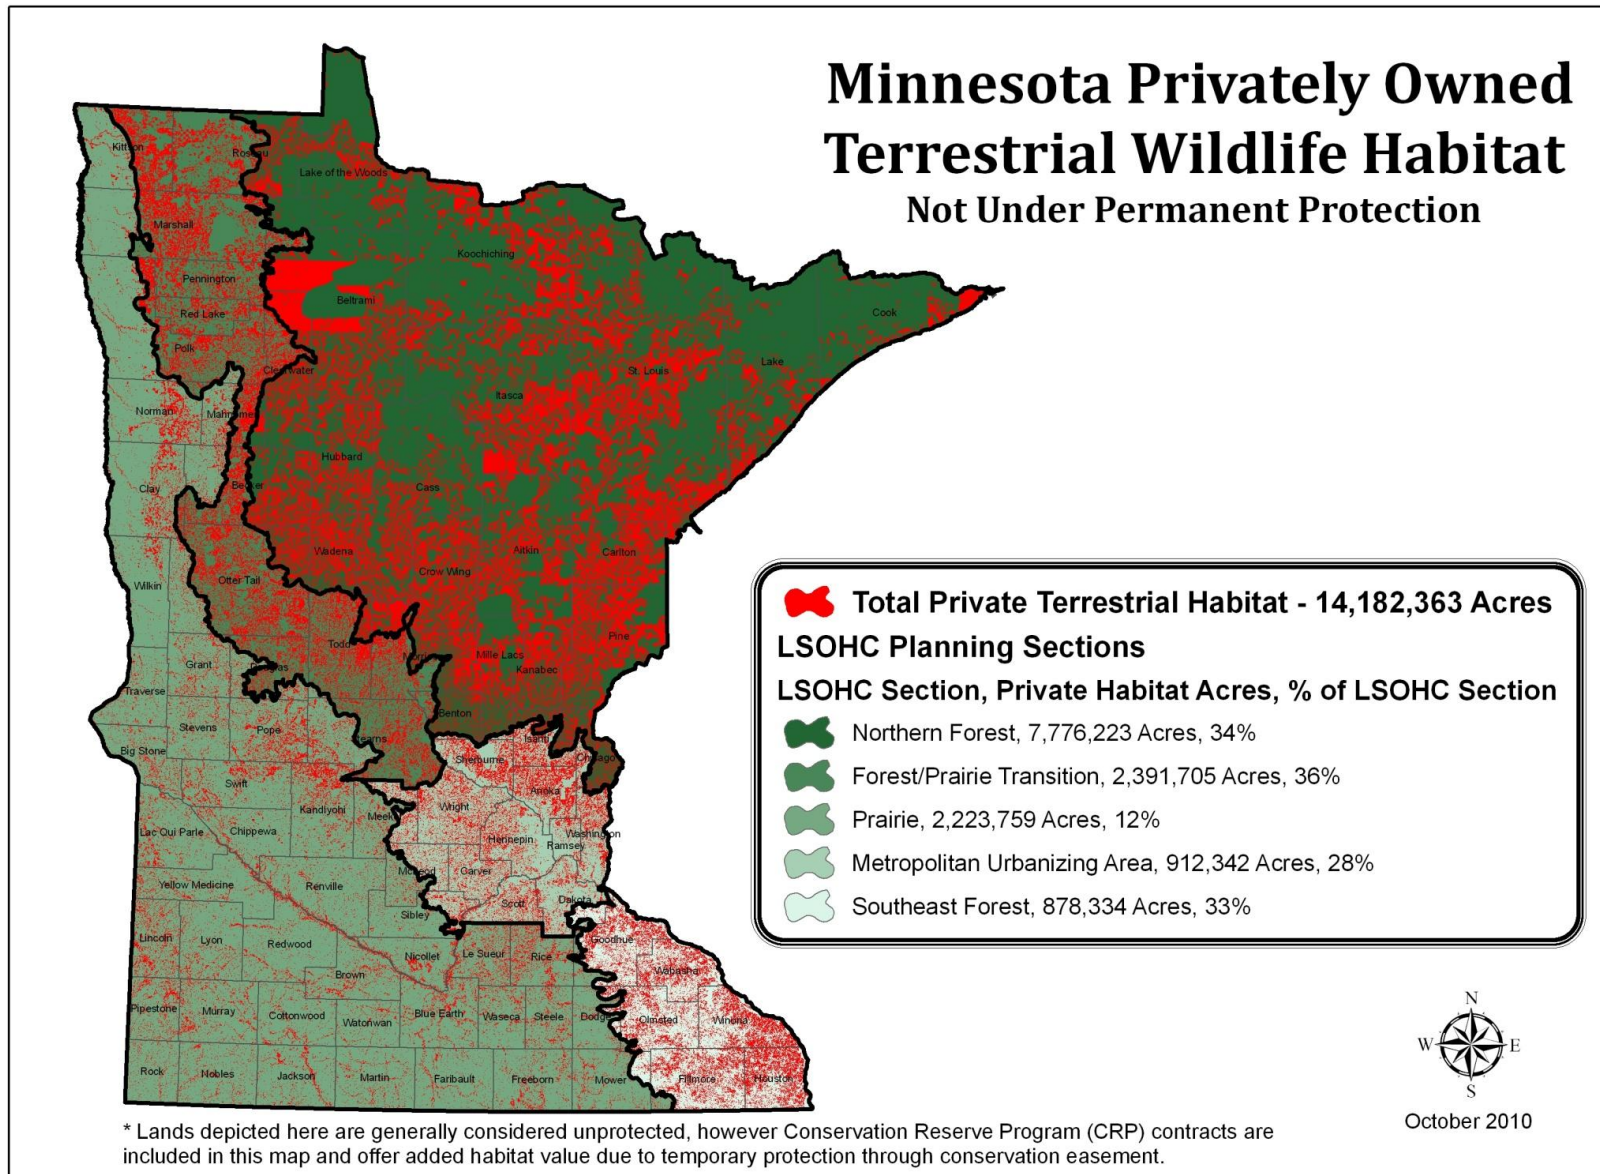 Minnesota Privately Owned
Terrestrial Wildlife Habitat
Not Under Permanent Protection
Kittson
Roseau
Lake of the Woods
Marshall
Koochiching
Pennington
Beltrami
Red Lake
Cook
Polk
Lake
Clearwater
St. Louis
Itasca
Norman
Mahnomen
Hubbard
Clay
Becker
Cass
Wadena
Aitkin
Carlton
Crow Wing
Wilkin
Otter Tail
Pine
Todd
Mille Lacs
Morrison
Kanabec
Grant
Douglas
Traverse
Benton
Stevens
Pope
Stearns
Isanti
Big Stone
Sherburne
Chisago
Swift
Anoka
Kandiyohi
Wright
Meeker
Lac Qui Parle
Chippewa
Hennepin
Washington
Ramsey
McLeod
Carver
Yellow Medicine
Renville
Scott
Dakota
Sibley
Lincoln
Lyon
Redwood
Nicollet
Le Sueur
Rice
Goodhue
Brown
Wabasha
Pipestone
Murray
Cottonwood
Watonwan
Blue Earth
Waseca
Steele
Dodge
Olmsted
Winona
Rock
Nobles
Jackson
Martin
Faribault
Freeborn
Mower
Fillmore
Houston
Total Private Terrestrial Habitat - 14,182,363 Acres
LSOHC Planning Sections
LSOHC Section, Private Habitat Acres, % of LSOHC Section
Northern Forest, 7,776,223 Acres, 34%
Forest/Prairie Transition, 2,391,705 Acres, 36%
Prairie, 2,223,759 Acres, 12%
Metropolitan Urbanizing Area, 912,342 Acres, 28%
Southeast Forest, 878,334 Acres, 33%
N
W E
S
October 2010
* Lands depicted here are generally considered unprotected, however Conservation Reserve Program (CRP) contracts are
included in this map and offer added habitat value due to temporary protection through conservation easement.